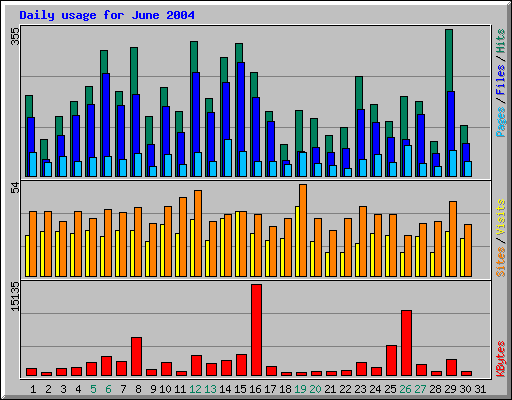 Daily usage for June 2004
355
Pages / Files / Hits
54
Sites / Visits
15135
KBytes
1 2 3 4 5 6 7 8 9 10 11 12 13 14 15 16 17 18 19 20 21 22 23 24 25 26 27 28 29 30 31